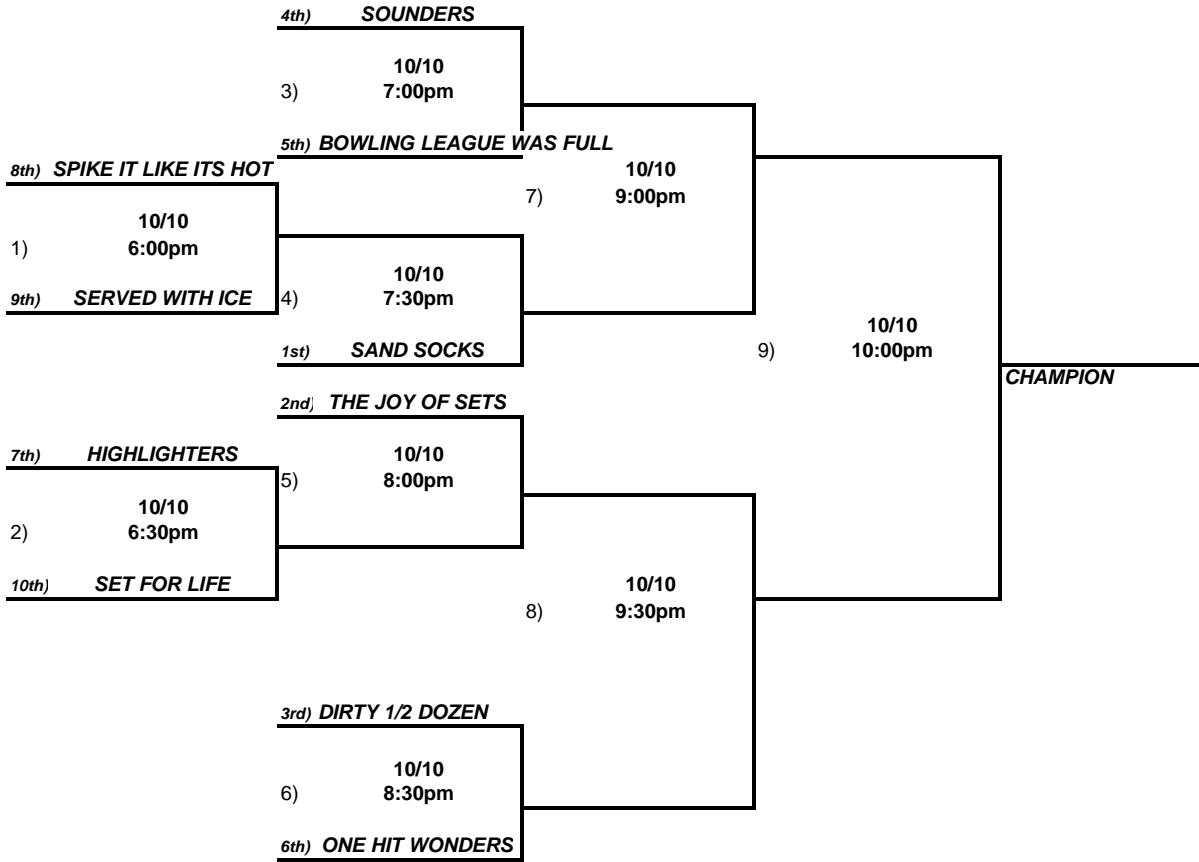 4th) SOUNDERS
10/10
3) 7:00pm
5th) BOWLING LEAGUE WAS FULL
8th) SPIKE IT LIKE ITS HOT
10/10
7) 9:00pm
10/10
1) 6:00pm
10/10
9th) SERVED WITH ICE
4) 7:30pm
10/10
1st) SAND SOCKS
9) 10:00pm
CHAMPION
2nd) THE JOY OF SETS
7th) HIGHLIGHTERS
10/10
5) 8:00pm
10/10
2) 6:30pm
10th) SET FOR LIFE
10/10
8) 9:30pm
3rd) DIRTY 1/2 DOZEN
10/10
6) 8:30pm
6th) ONE HIT WONDERS